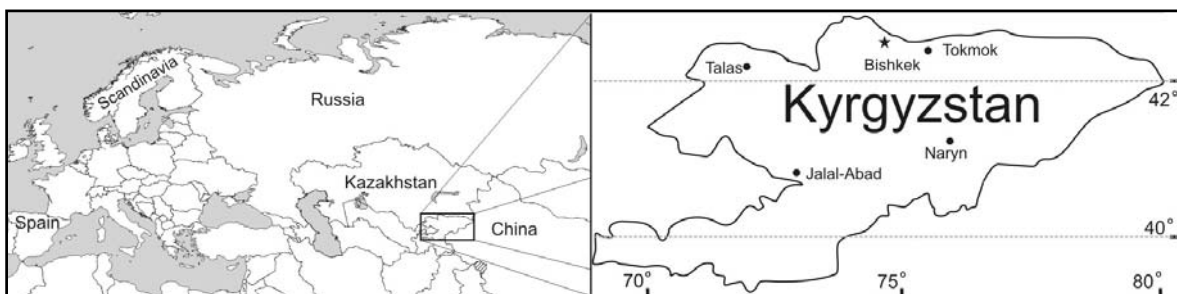 Scandinavia
Russia
Kazakhstan
Spain
China
Tokmok
Bishkek
Talas
42°
Kyrgyzstan
Naryn
Jalal-Abad
40°
70°
75°
80°